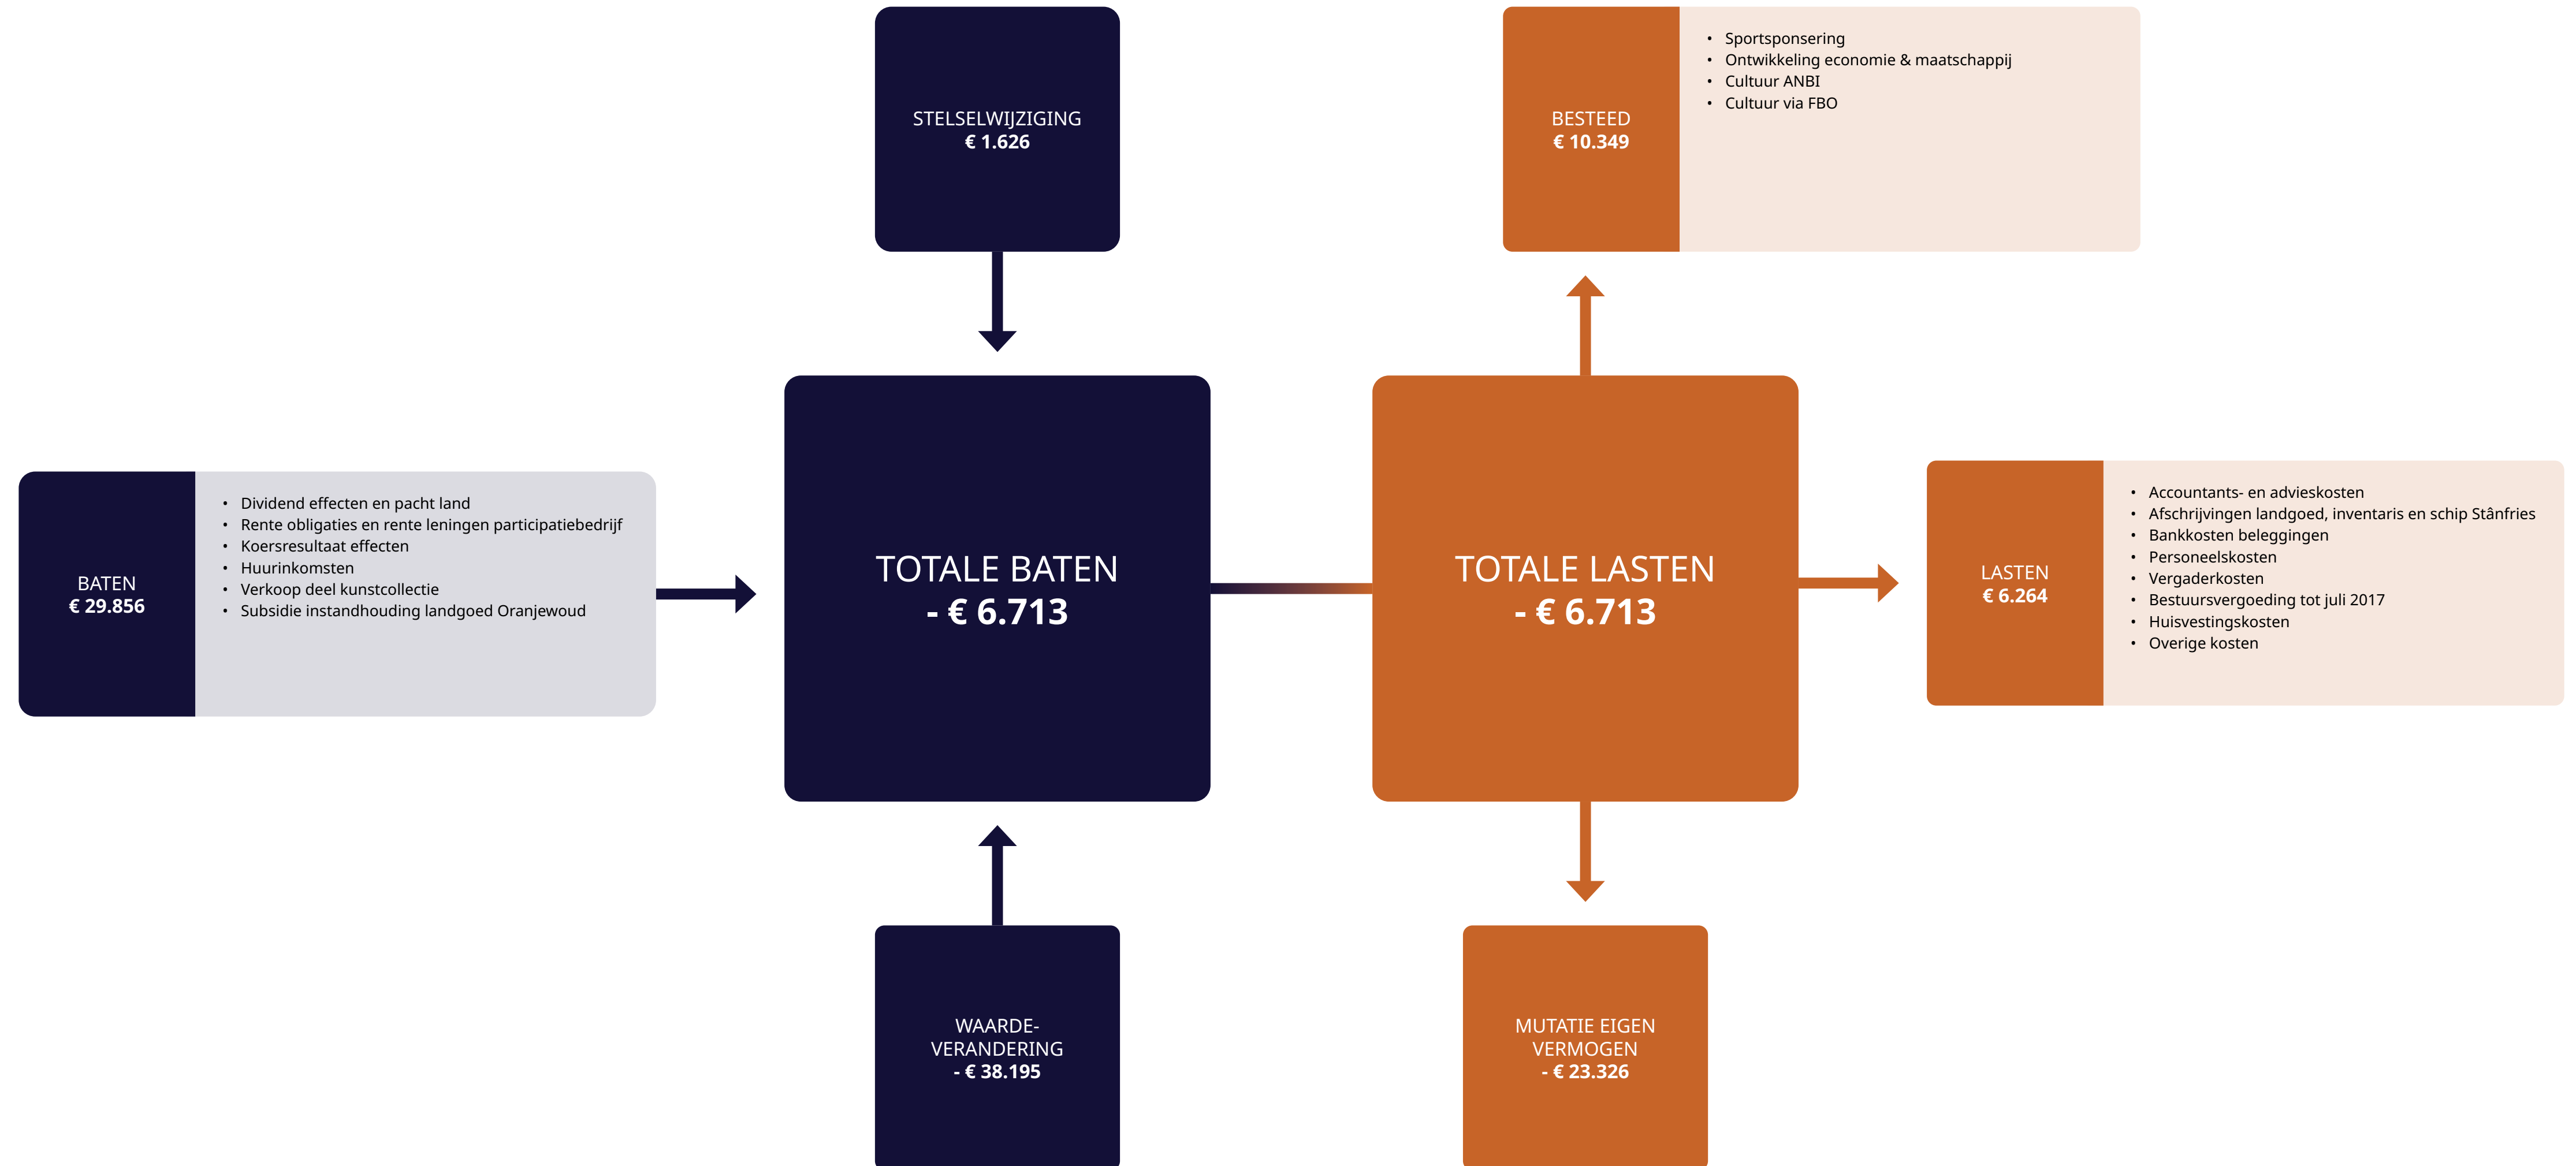 STELSELWIJZIGING
€ 1.626
BESTEED
€ 10.349
• Sportsponsering
• Ontwikkeling economie & maatschappij
• Cultuur ANBI
• Cultuur via FBO
BATEN
€ 29.856
• Dividend effecten en pacht land
• Rente obligaties en rente leningen participatiebedrijf
• Koersresultaat effecten
• Huurinkomsten
• Verkoop deel kunstcollectie
• Subsidie instandhouding landgoed Oranjewoud
TOTALE BATEN
- € 6.713
TOTALE LASTEN
- € 6.713
LASTEN
€ 6.264
• Accountants- en advieskosten
• Afschrijvingen landgoed, inventaris en schip Stânfries
• Bankkosten beleggingen
• Personeelskosten
• Vergaderkosten
• Bestuursvergoeding tot juli 2017
• Huisvestingskosten
• Overige kosten
WAARDE-
VERANDERING
- € 38.195
MUTATIE EIGEN
VERMOGEN
- € 23.326